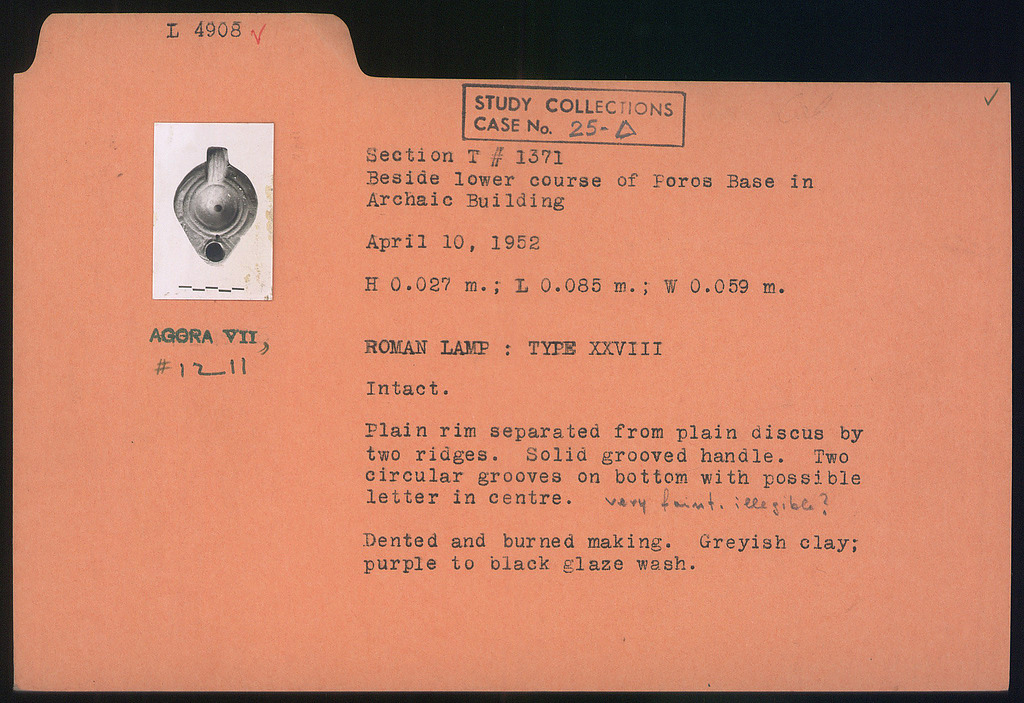 L 4908 ✓
✓
STUDY COLLECTIONS
CASE No. 25-Δ
Section T # 1371
Beside lower course of Poros Base in
Archaic Building
April 10, 1952
H 0.027 m.; L 0.085 m.; W 0.059 m.
AGORA VII,
#1211
ROMAN LAMP : TYPE XXVIII
Intact.
Plain rim separated from plain discus by
two ridges. Solid grooved handle. Two
circular grooves on bottom with possible
letter in centre. very faint. illegible?
Dented and burned making. Greyish clay;
purple to black glaze wash.